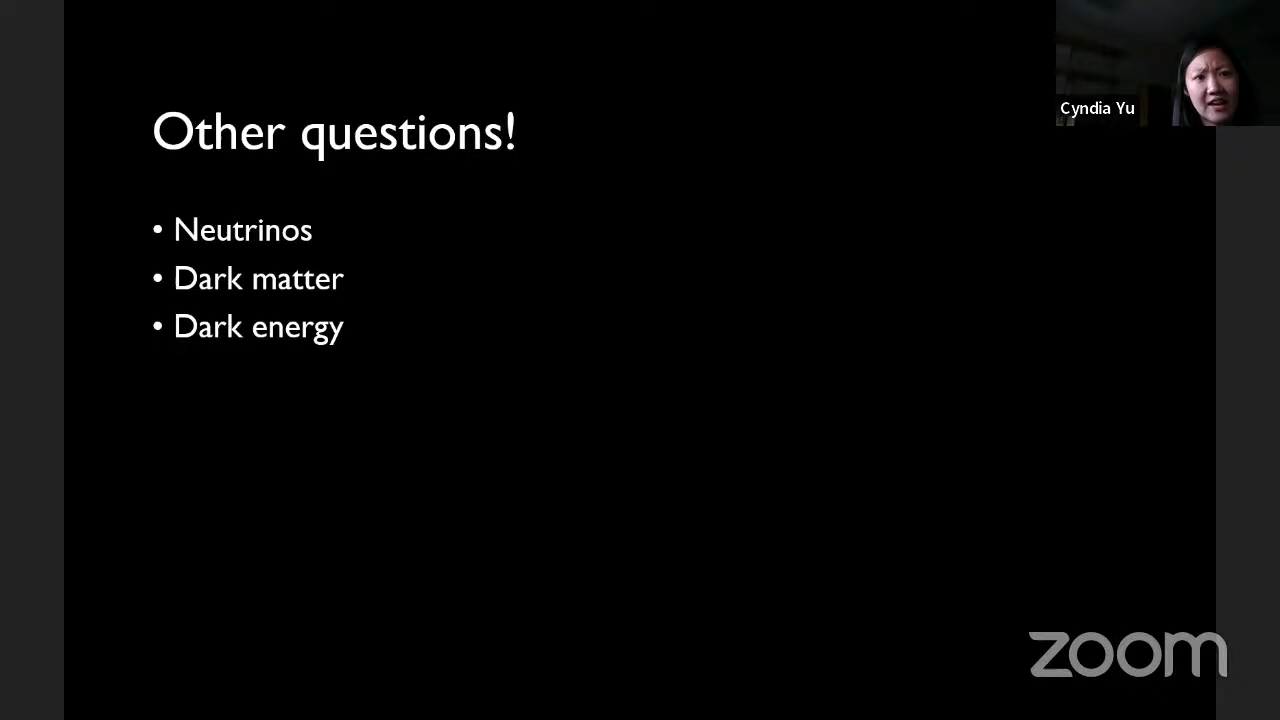 Cyndia Yu
Other questions!
• Neutrinos
• Dark matter
• Dark energy
zoom